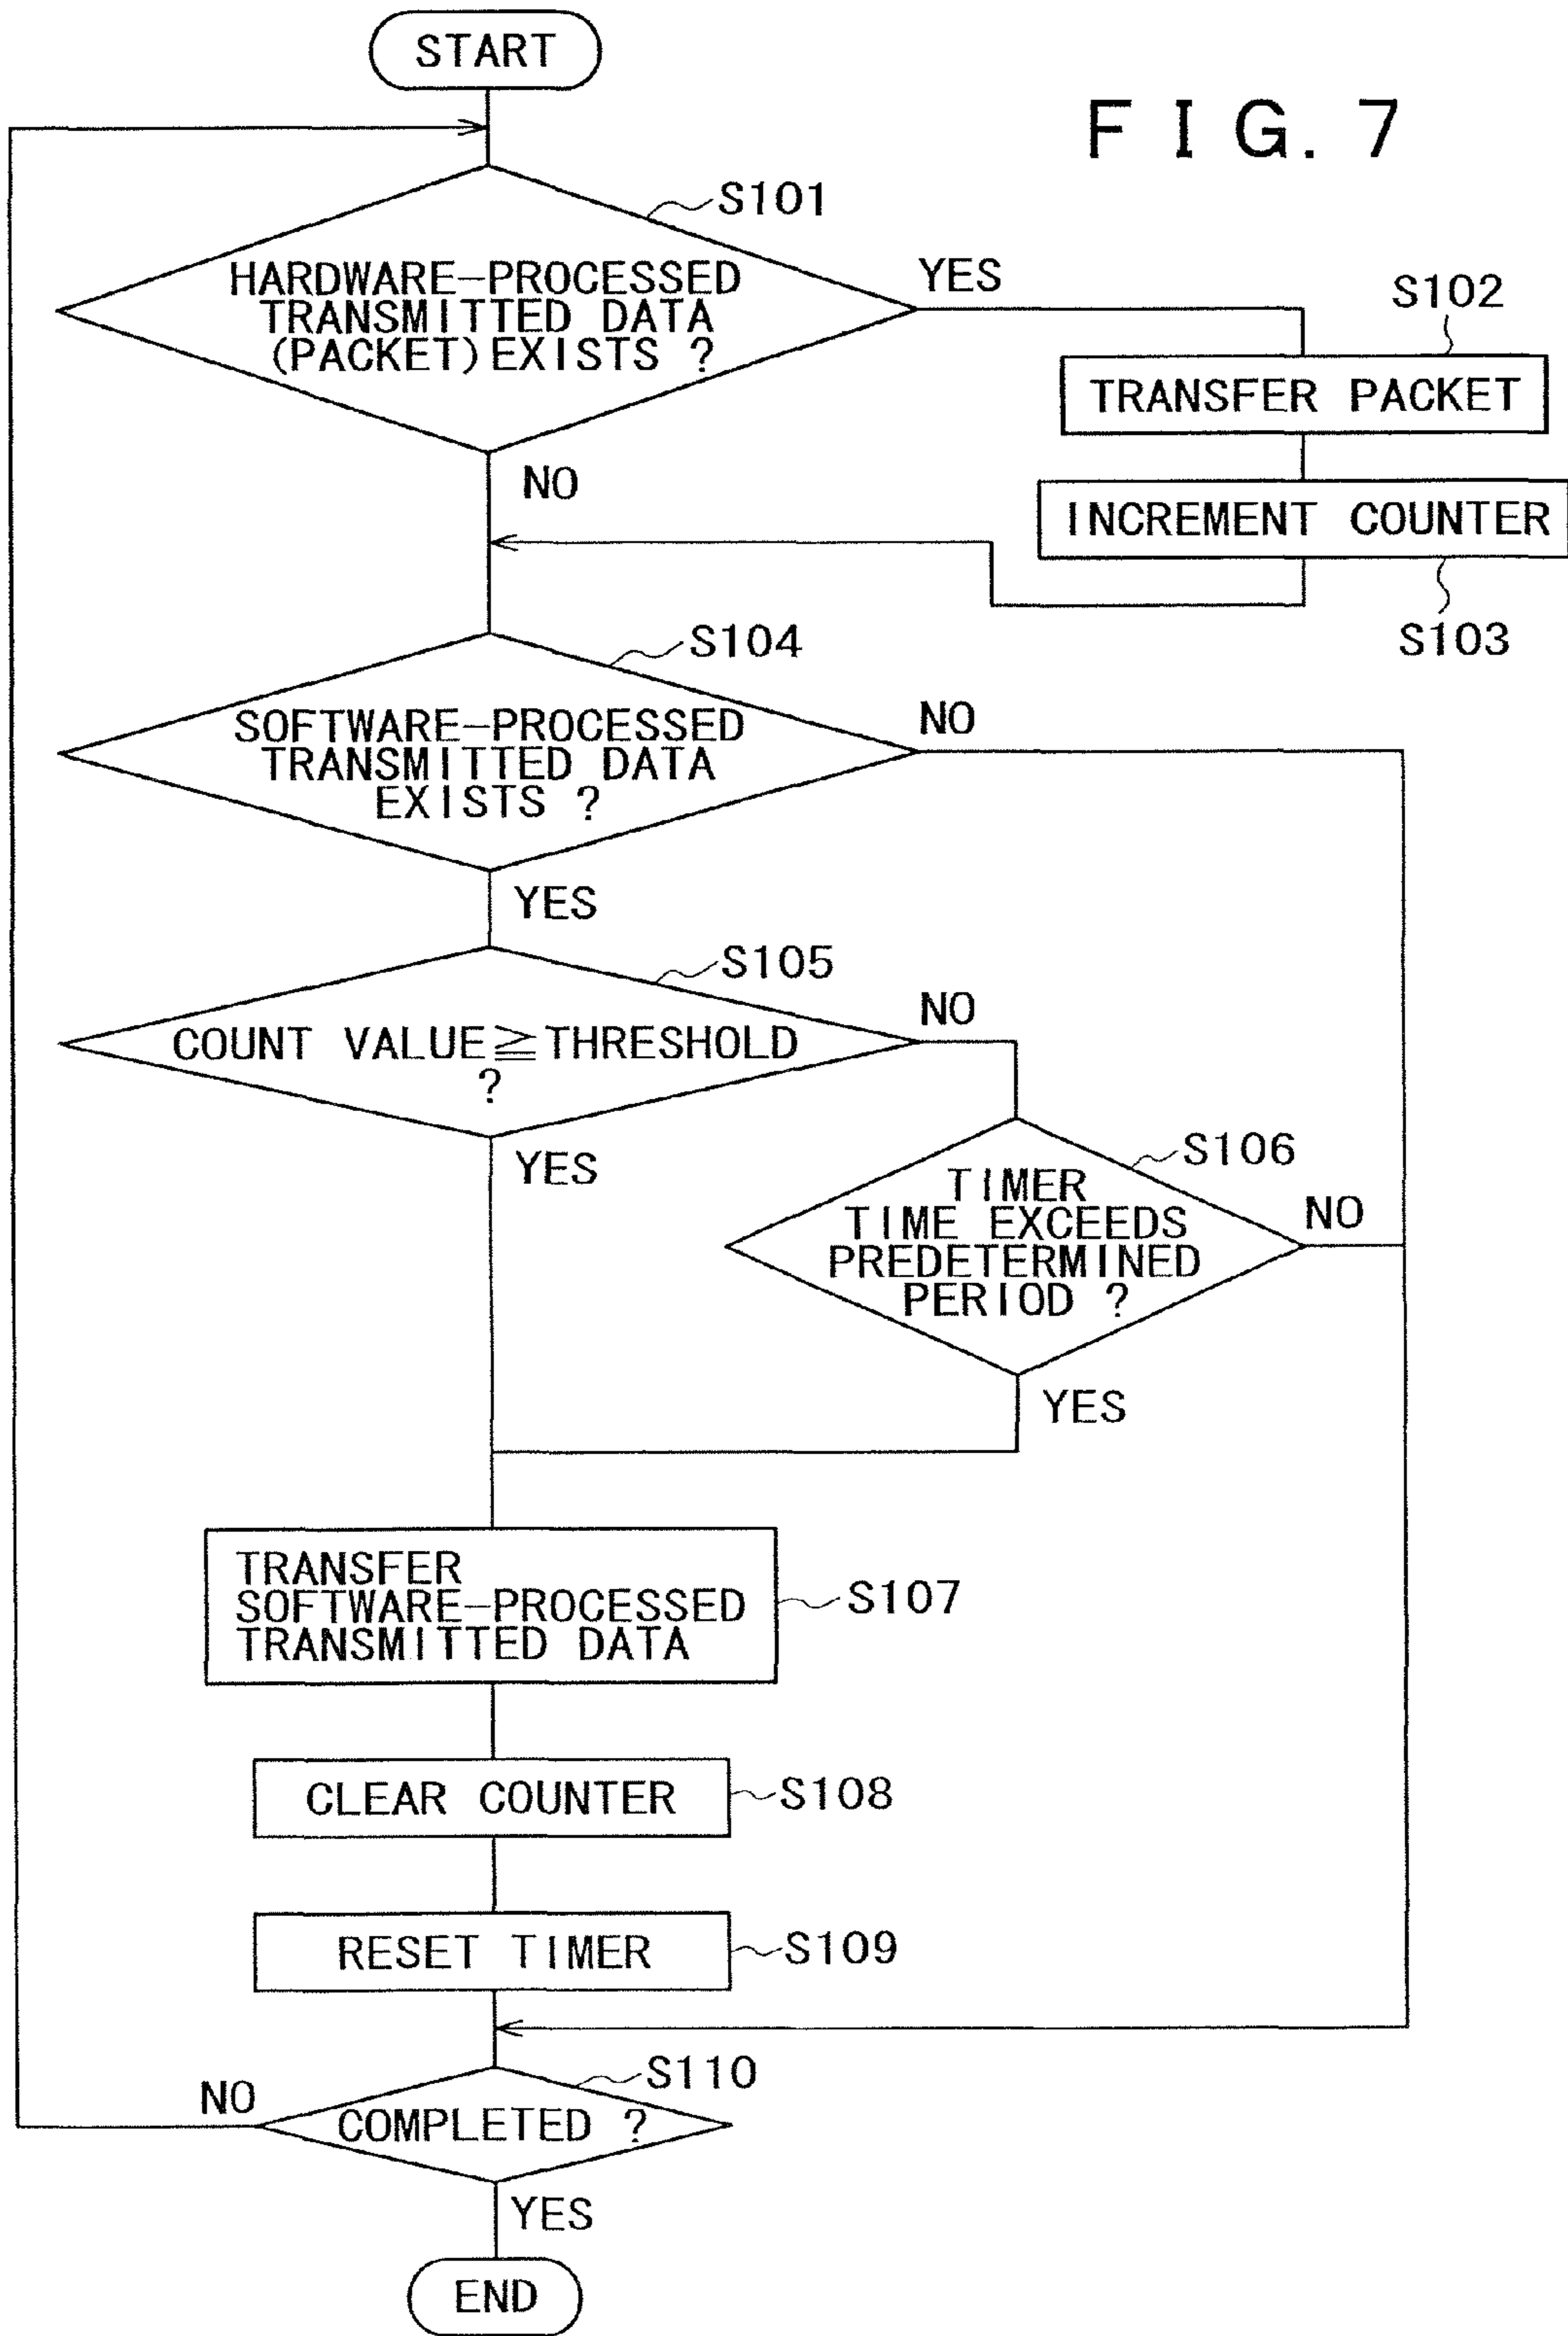 START
FIG. 7
S101
HARDWARE-PROCESSED
TRANSMITTED DATA
(PACKET) EXISTS ?
YES
S102
TRANSFER PACKET
NO
INCREMENT COUNTER
S103
S104
SOFTWARE-PROCESSED
TRANSMITTED DATA
EXISTS ?
NO
YES
S105
COUNT VALUE≧THRESHOLD
?
NO
YES
S106
TIMER
TIME EXCEEDS
PREDETERMINED
PERIOD ?
NO
YES
TRANSFER
SOFTWARE-PROCESSED
TRANSMITTED DATA
S107
CLEAR COUNTER
S108
RESET TIMER
S109
S110
NO
COMPLETED ?
YES
END